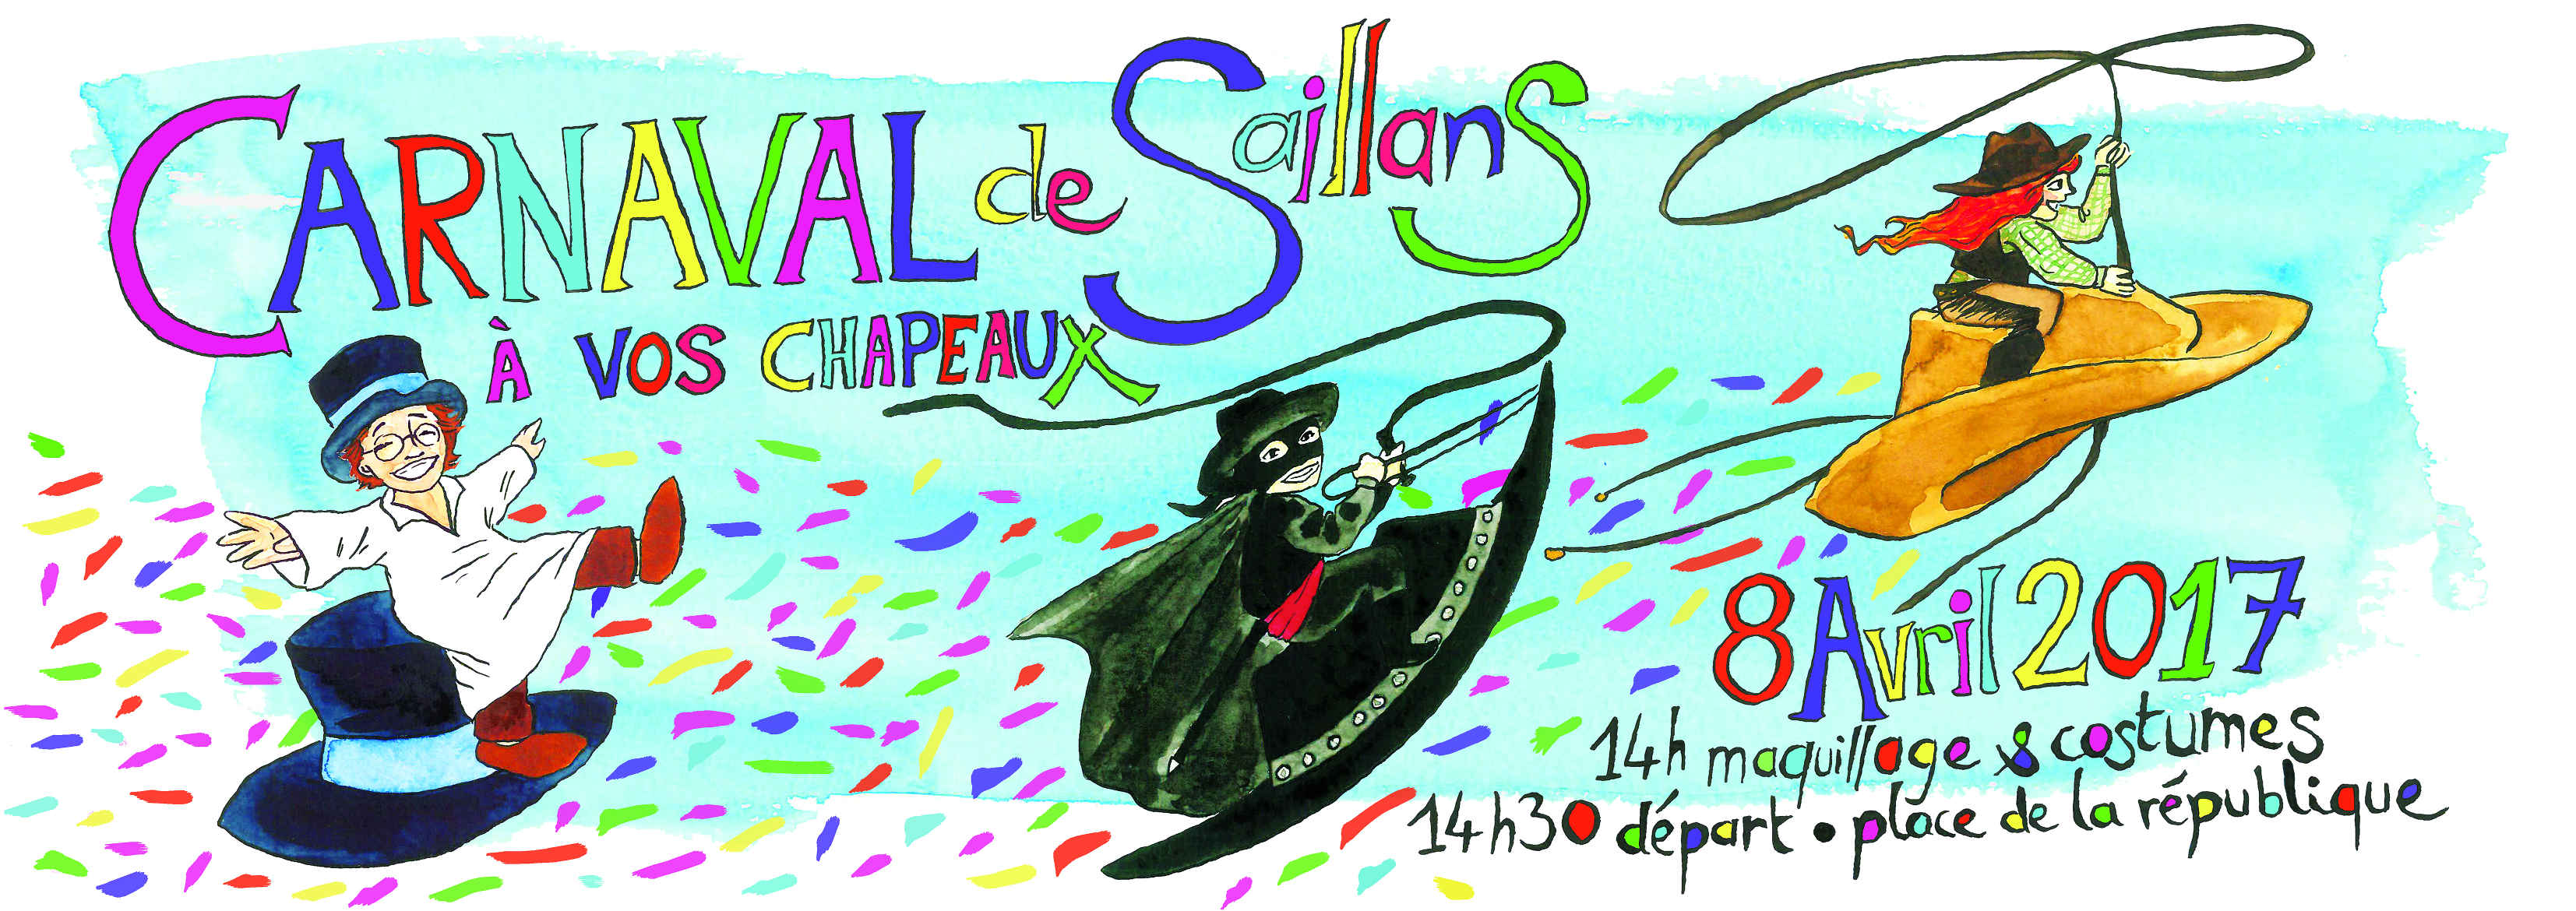 CARNAVAL de Saillans
À VOS CHAPEAUX
8 Avril 2017
14h maquillage & costumes
14h30 départ • place de la république